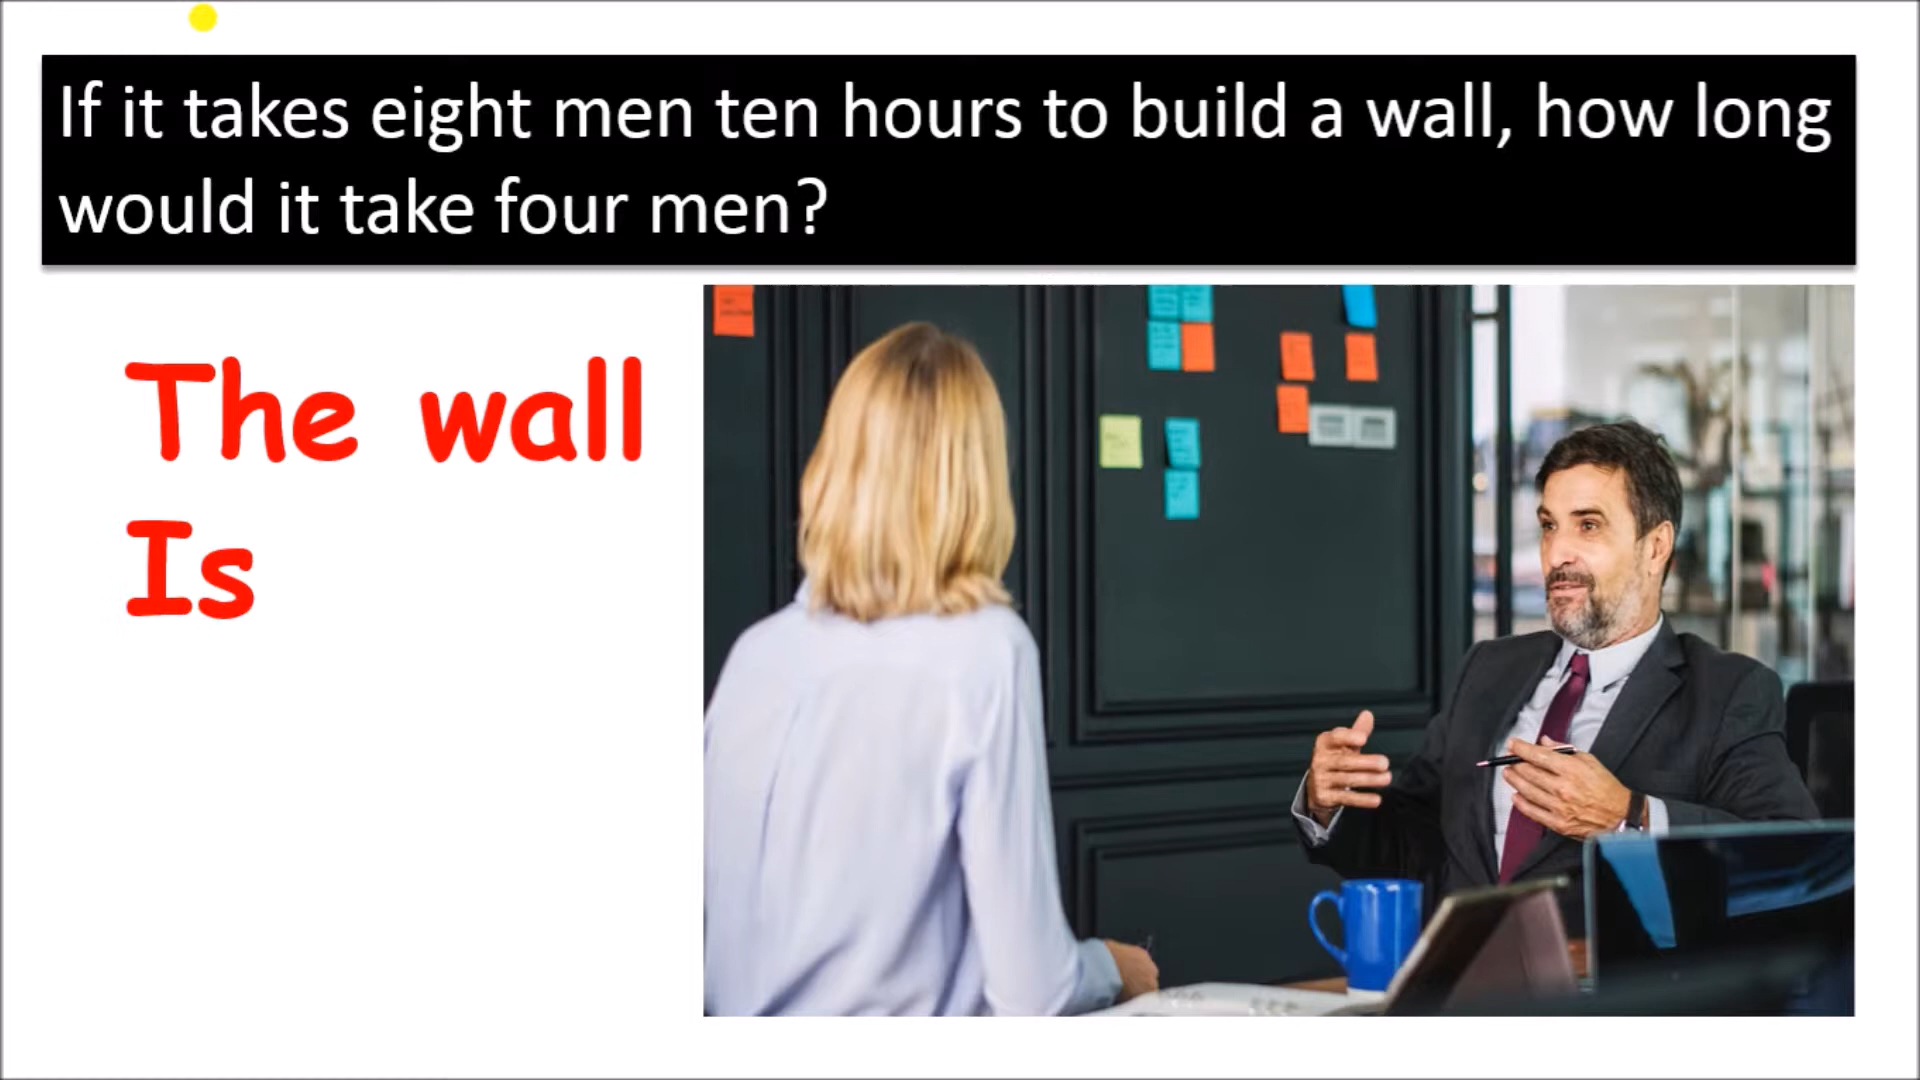 If it takes eight men ten hours to build a wall, how long
would it take four men?
The wall
Is